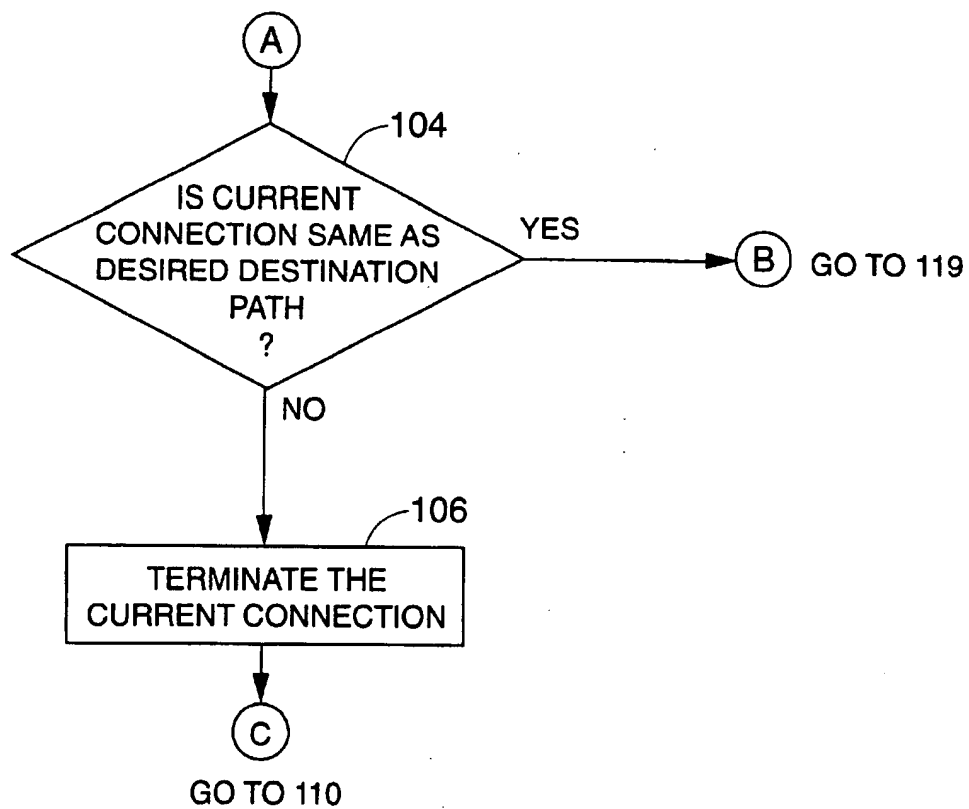 A
104
IS CURRENT
CONNECTION SAME AS
DESIRED DESTINATION
PATH
?
YES
B GO TO 119
NO
106
TERMINATE THE
CURRENT CONNECTION
C
GO TO 110